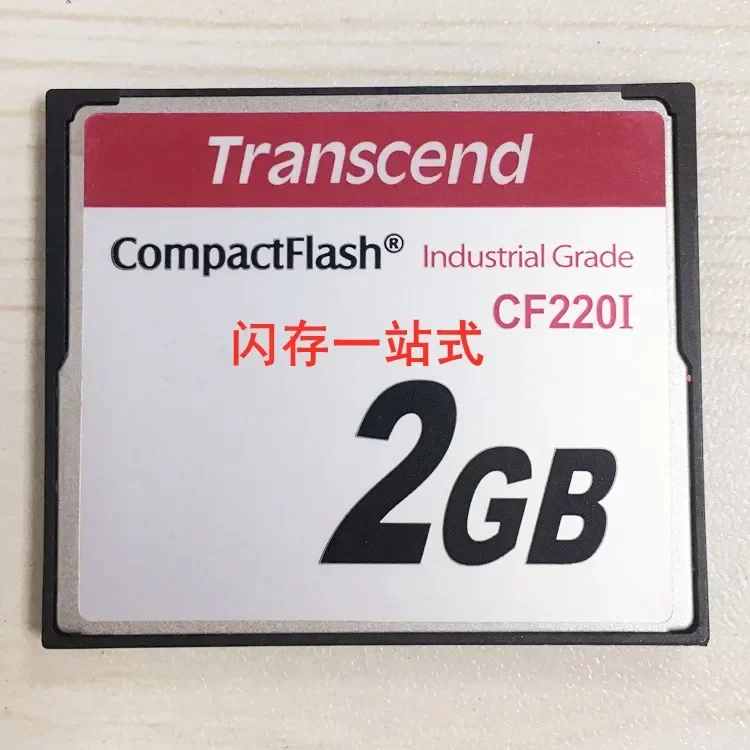 Transcend
CompactFlash® Industrial Grade
CF220I
闪存一站式
2GB